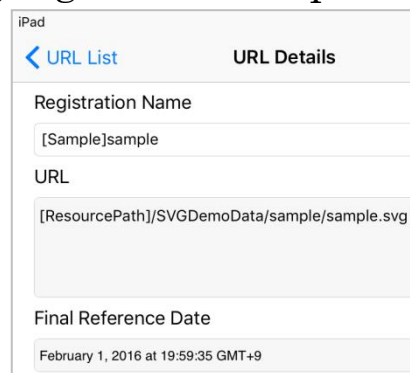 iPad
URL List
URL Details
Registration Name
[Sample]sample
URL
[ResourcePath]/SVGDemoData/sample/sample.svg
Final Reference Date
February 1, 2016 at 19:59:35 GMT+9